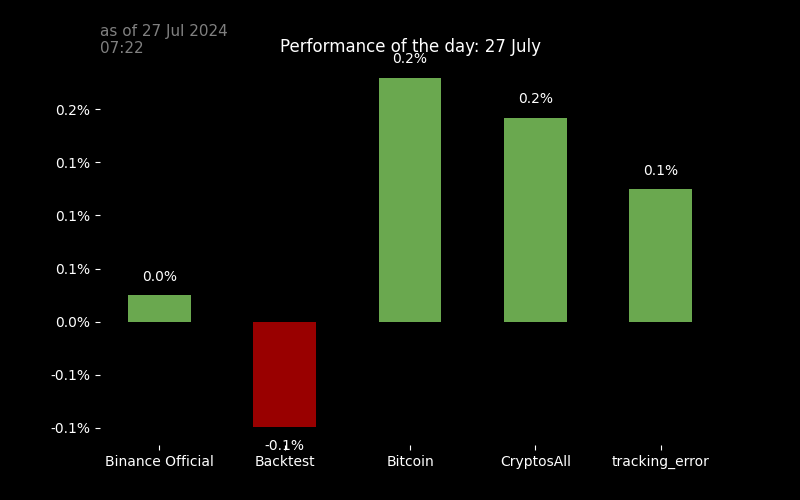 as of 27 Jul 2024
07:22
Performance of the day: 27 July
0.2%
0.2%
0.2%
0.1%
0.1%
0.1%
0.1%
0.0%
0.0%
-0.1%
-0.1%
-0.1%
Binance Official
Backtest
Bitcoin
CryptosAll
tracking_error